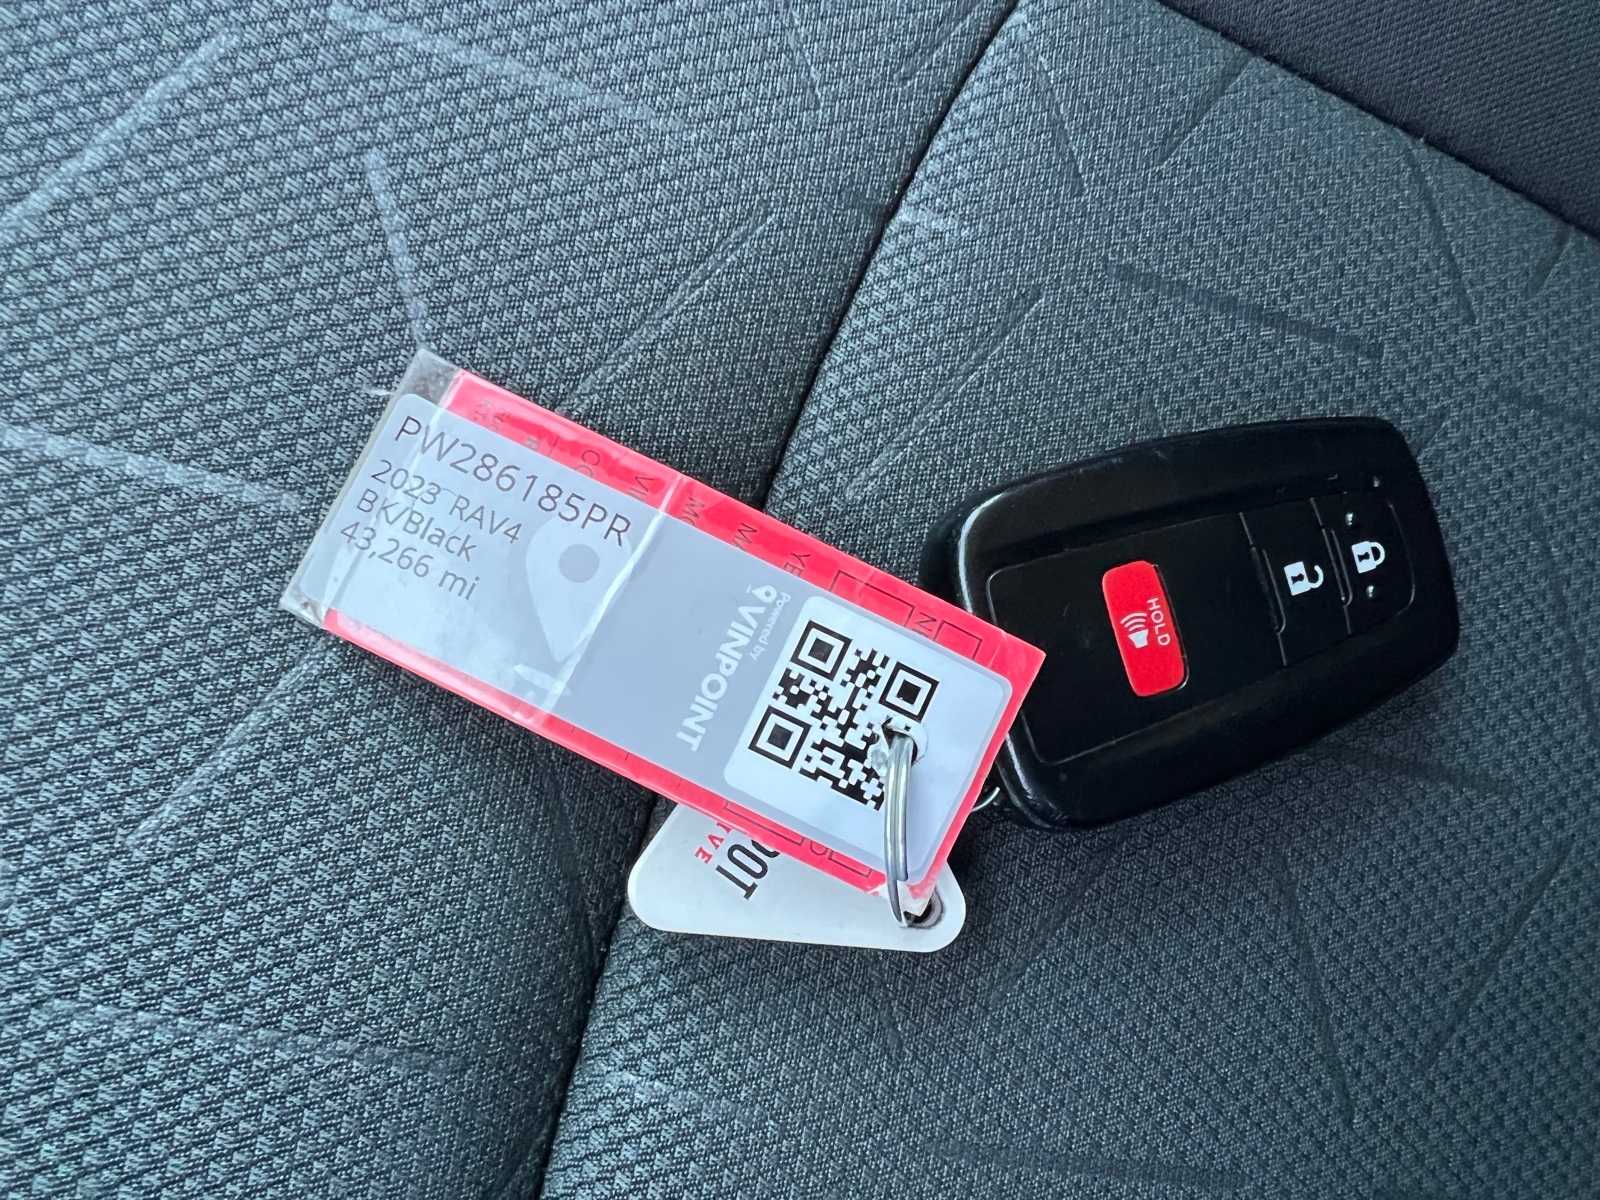 PW286185PR
2023 RAV4
BK/Black
43,266 mi
Powered by
VINPOINT
HOLD